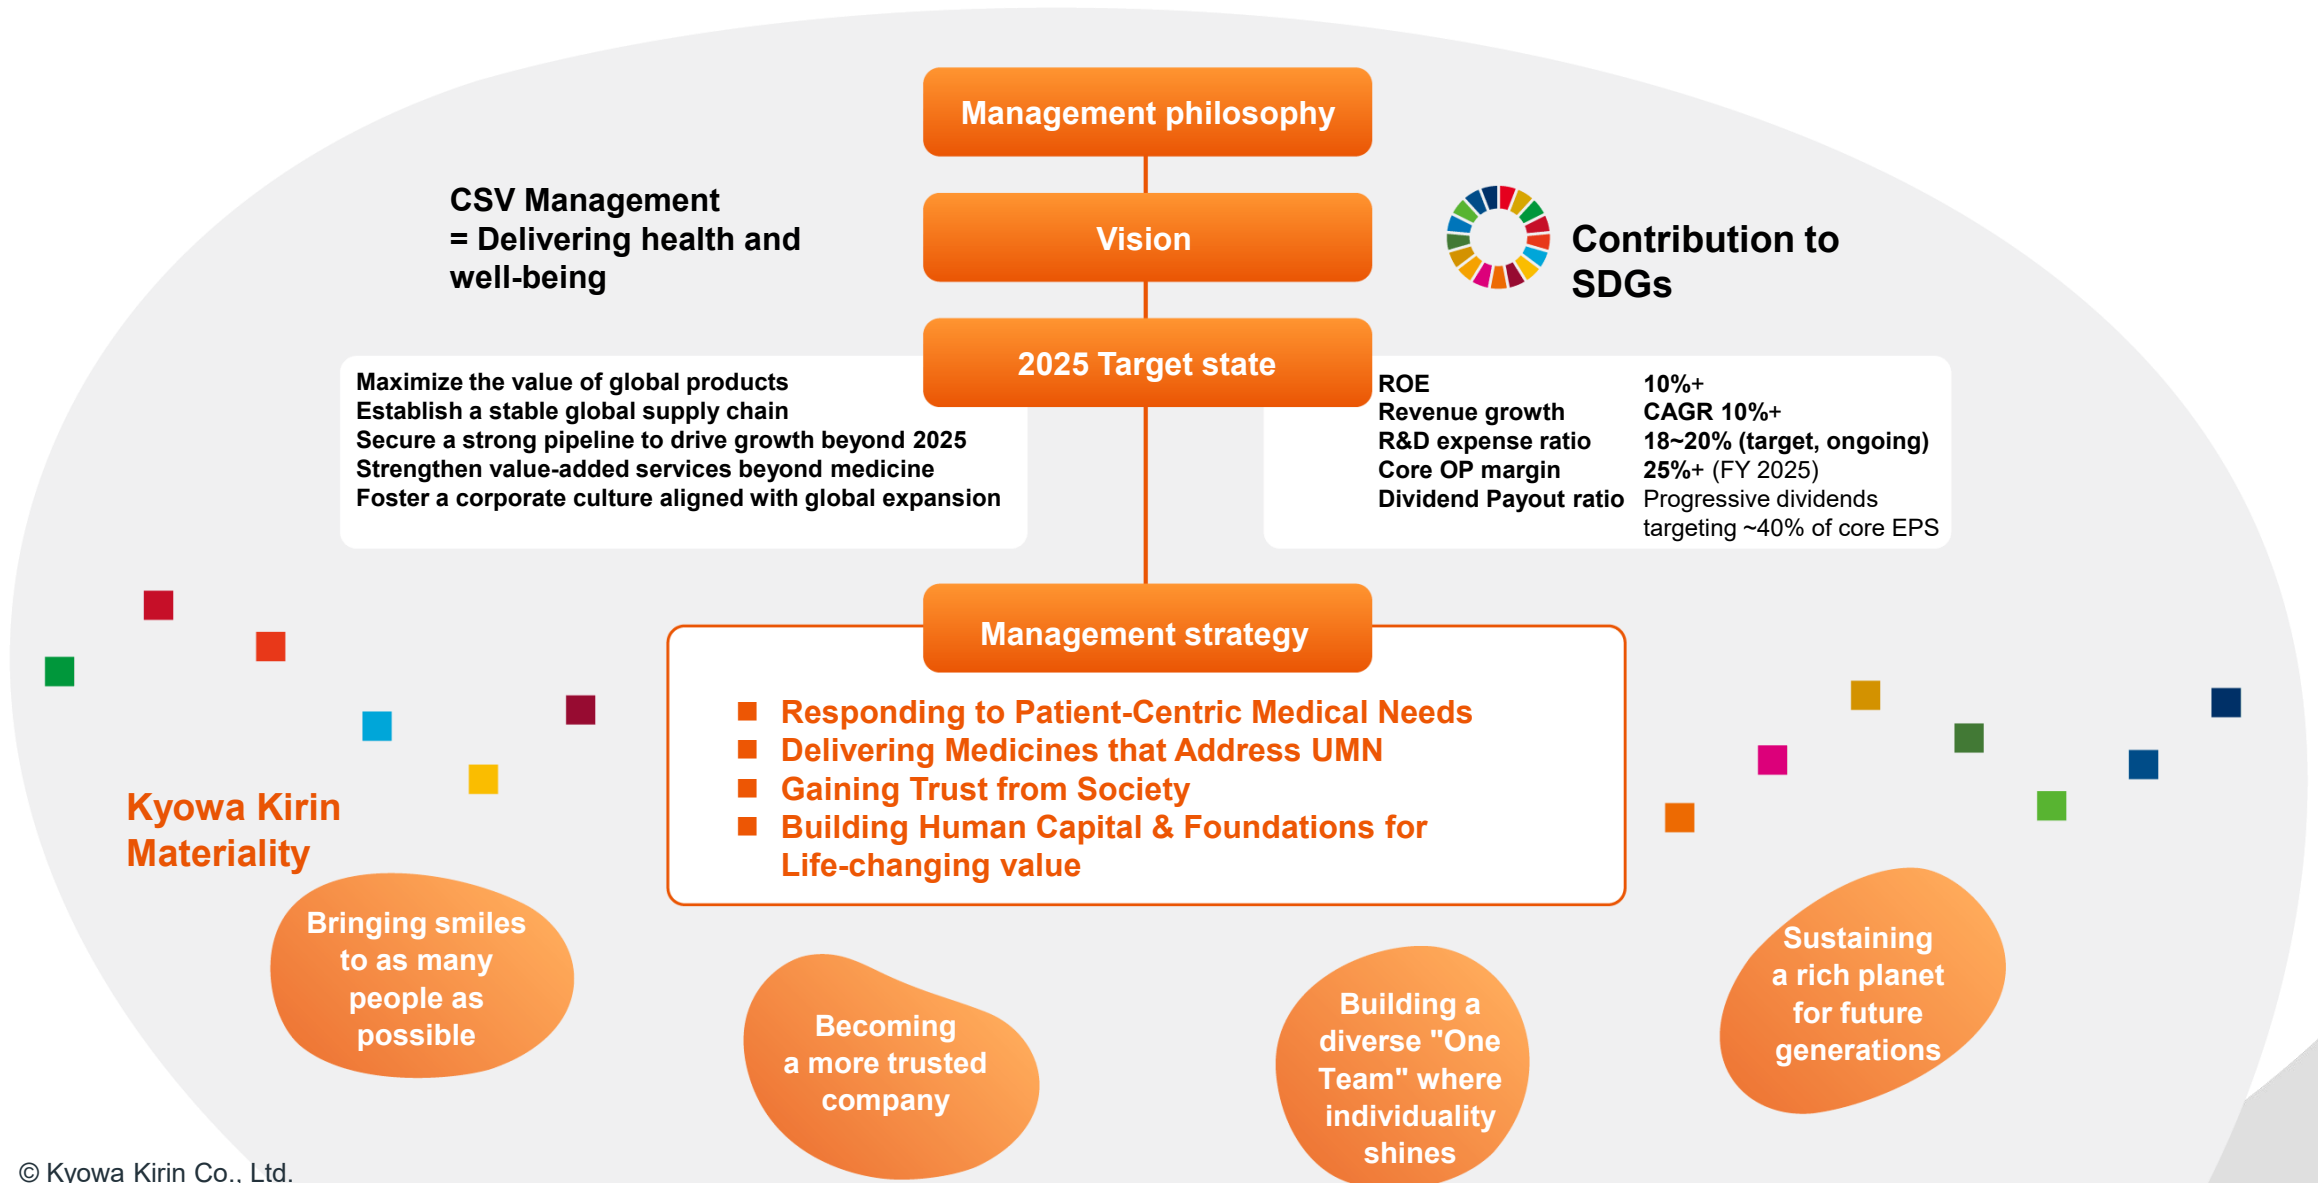 Management philosophy
CSV Management
= Delivering health and
well-being
Vision
Contribution to
SDGs
2025 Target state
Maximize the value of global products
Establish a stable global supply chain
Secure a strong pipeline to drive growth beyond 2025
Strengthen value-added services beyond medicine
Foster a corporate culture aligned with global expansion
ROE 10%+
Revenue growth CAGR 10%+
R&D expense ratio 18~20% (target, ongoing)
Core OP margin 25%+ (FY 2025)
Dividend Payout ratio Progressive dividends
targeting ~40% of core EPS
Management strategy
■ Responding to Patient-Centric Medical Needs
■ Delivering Medicines that Address UMN
■ Gaining Trust from Society
■ Building Human Capital & Foundations for
Life-changing value
Kyowa Kirin
Materiality
Bringing smiles
to as many
people as
possible
Becoming
a more trusted
company
Building a
diverse "One
Team" where
individuality
shines
Sustaining
a rich planet
for future
generations
© Kyowa Kirin Co., Ltd.